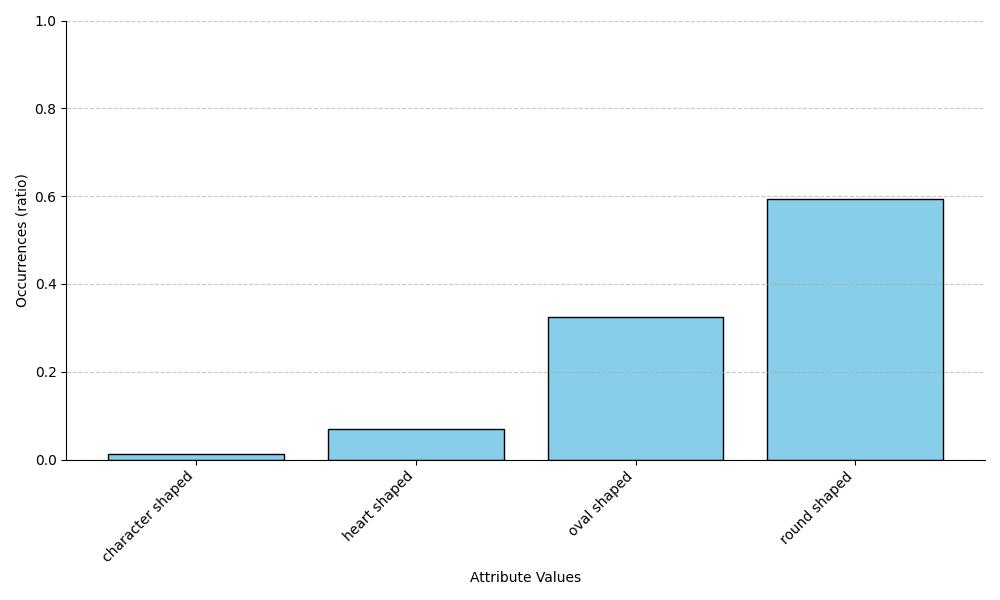 1.0
0.8
0.6
0.4
0.2
0.0
Occurrences (ratio)
character shaped
heart shaped
oval shaped
round shaped
Attribute Values